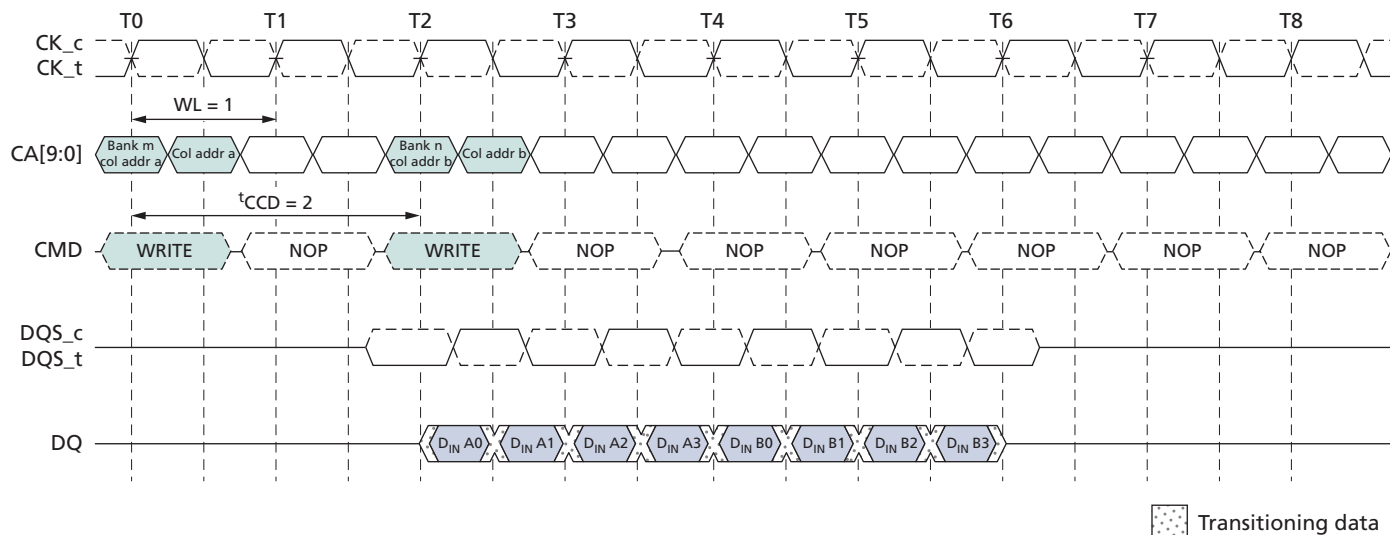 T0 T1 T2 T3 T4 T5 T6 T7 T8
CK_c
CK_t
WL = 1
CA[9:0]
Bank m
col addr a
Col addr a
Bank n
col addr b
Col addr b
tCCD = 2
CMD WRITE NOP WRITE NOP NOP NOP NOP NOP NOP
DQS_c
DQS_t
DQ DIN A0 DIN A1 DIN A2 DIN A3 DIN B0 DIN B1 DIN B2 DIN B3
Transitioning data